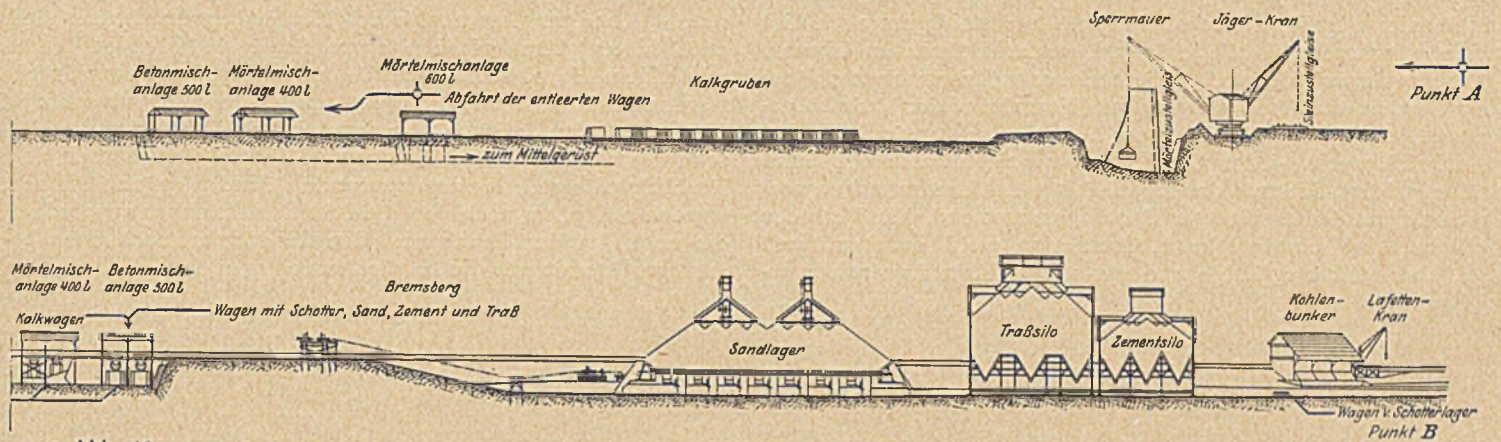 Sperrmauer
Jäger-Kran
Betonmisch-
anlage 500 l
Mörtelmisch-
anlage 400 l
Mörtelmischanlage
600 l
Abfahrt der entleerten Wagen
Kalkgruben
Mörtelzustellgleis
Steinzustellgleise
Punkt A
zum Mittelgerüst
Mörtelmisch-
anlage 400 l
Betonmisch-
anlage 500 l
Bremsberg
Kalkwagen
Wagen mit Schotter, Sand, Zement und Traß
Sandlager
Traßsilo
Zementsilo
Kohlen-
bunker
Lafetten-
Kran
Wagen v. Schotterlager
Punkt B